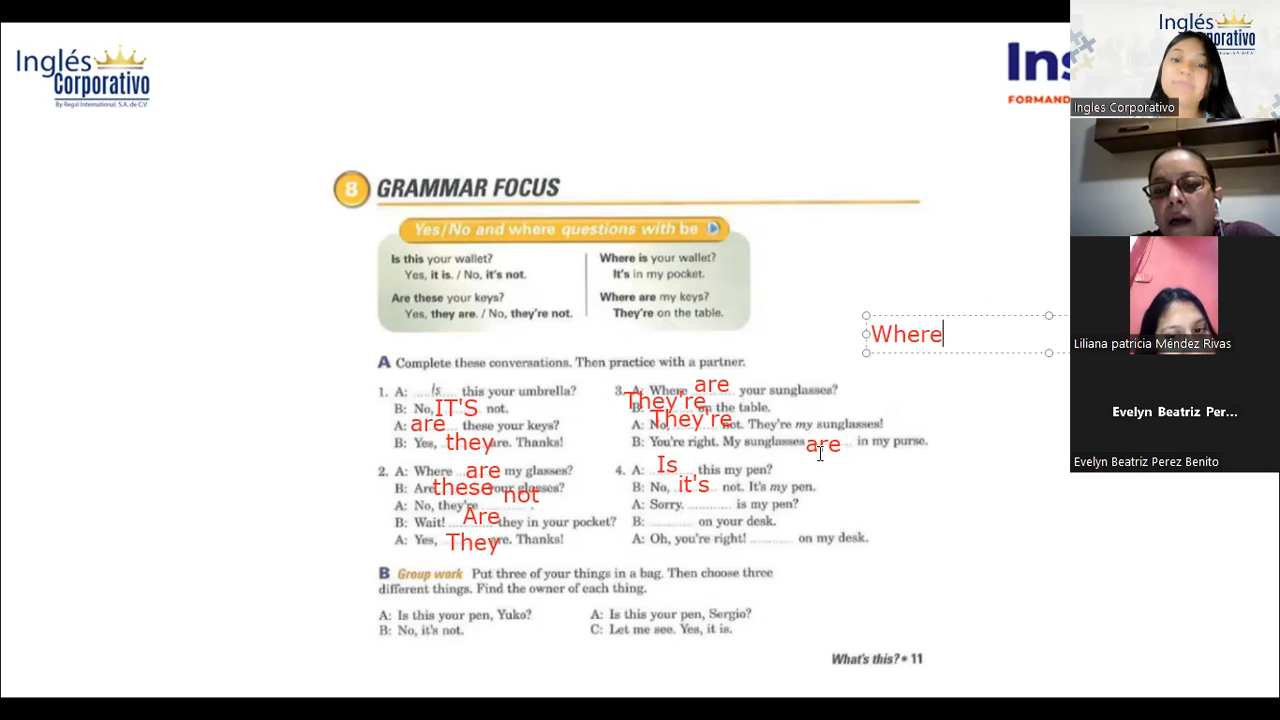 Inglés
Corporativo
By Regal International, S.A. de C.V.
Ins
FORMAND
8 GRAMMAR FOCUS
Yes/No and where questions with be
Is this your wallet?
Yes, it is. / No, it's not.
Are these your keys?
Yes, they are. / No, they're not.
Where is your wallet?
It's in my pocket.
Where are my keys?
They're on the table.
Where
A Complete these conversations. Then practice with a partner.
1. A: Is this your umbrella?
B: No, IT'S not.
A: are these your keys?
B: Yes, they are. Thanks!
2. A: Where are my glasses?
B: Are these your glasses?
A: No, they're not .
B: Wait! Are they in your pocket?
A: Yes, They are. Thanks!
3. A: Where are your sunglasses?
B: They're on the table.
A: No, They're not. They're my sunglasses!
B: You're right. My sunglasses are in my purse.
4. A: Is this my pen?
B: No, it's not. It's my pen.
A: Sorry. is my pen?
B: on your desk.
A: Oh, you're right! on my desk.
B Group work Put three of your things in a bag. Then choose three
different things. Find the owner of each thing.
A: Is this your pen, Yuko?
B: No, it's not.
A: Is this your pen, Sergio?
C: Let me see. Yes, it is.
What's this? • 11
Inglés
Corporativo
Ingles Corporativo
Liliana patricia Méndez Rivas
Evelyn Beatriz Per...
Evelyn Beatriz Perez Benito